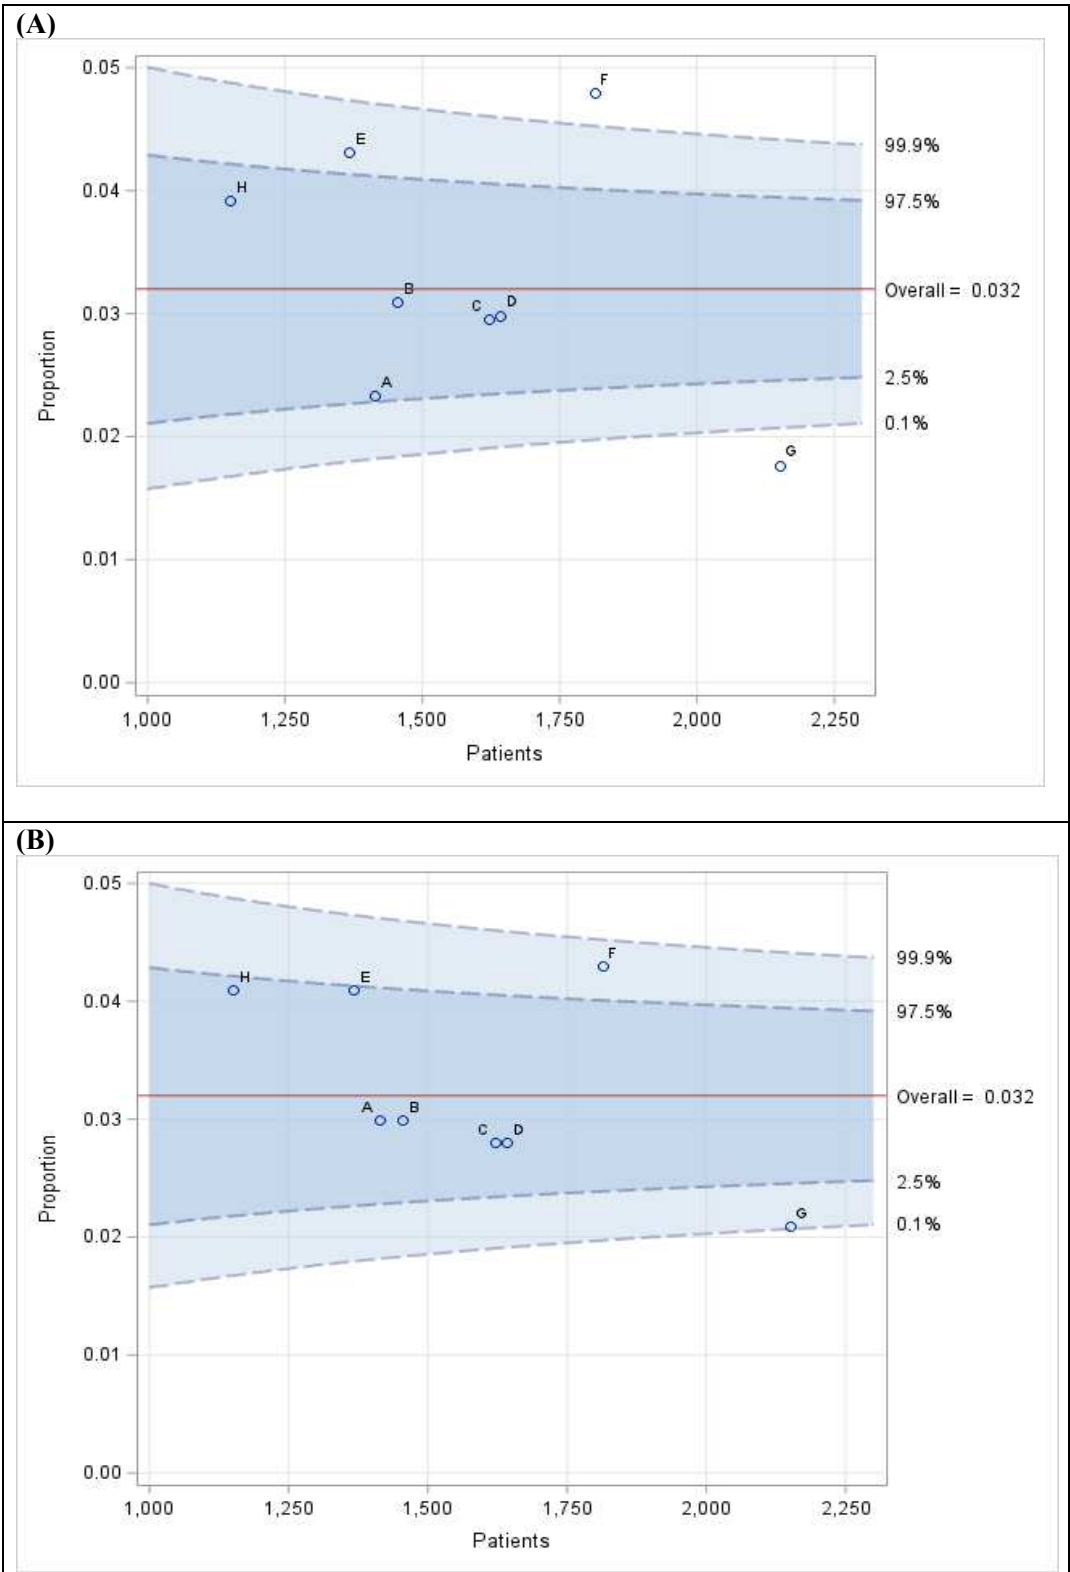 (A)
0.05
F
E
99.9%
H
0.04
97.5%
B
Overall = 0.032
C
D
0.03
A
2.5%
0.1%
0.02
G
0.01
0.00
Proportion
1,000
1,250
1,500
1,750
2,000
2,250
Patients
(B)
0.05
F
99.9%
H
E
0.04
97.5%
Overall = 0.032
A
B
0.03
C
D
2.5%
G
0.1%
0.02
0.01
0.00
Proportion
1,000
1,250
1,500
1,750
2,000
2,250
Patients